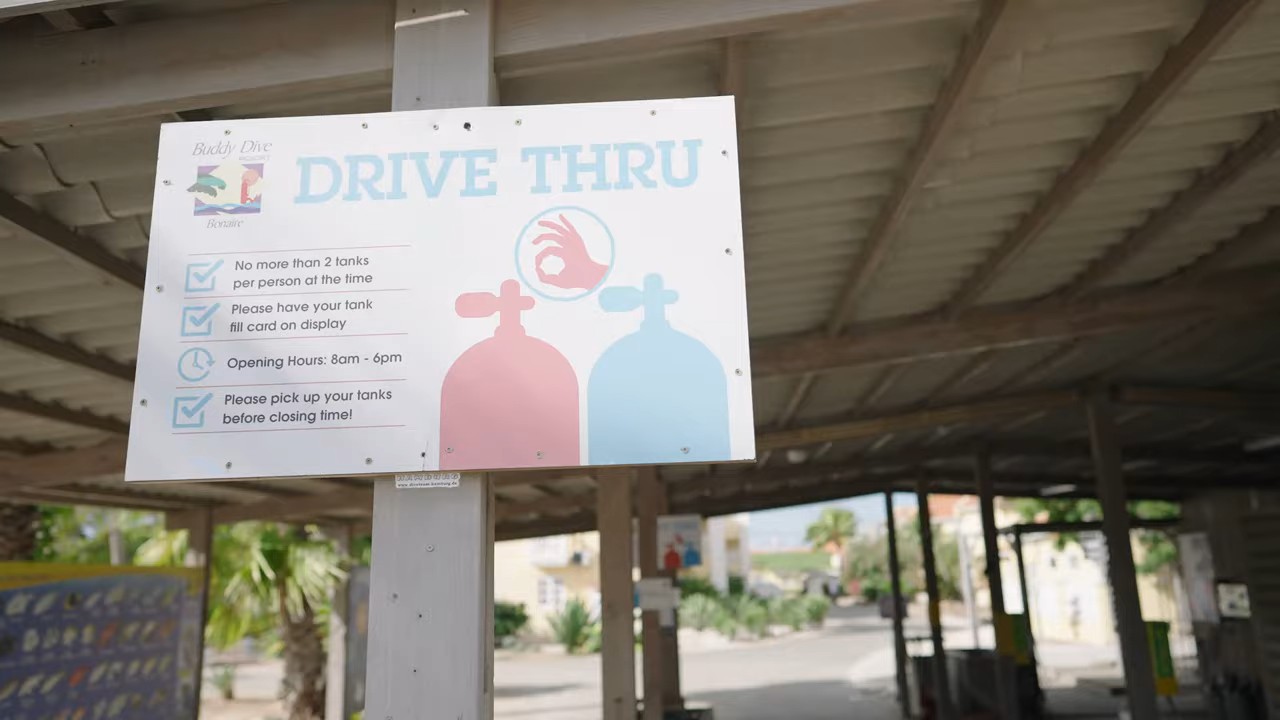 Buddy Dive
RESORT
Bonaire
DRIVE THRU
No more than 2 tanks
per person at the time
Please have your tank
fill card on display
Opening Hours: 8am - 6pm
Please pick up your tanks
before closing time!